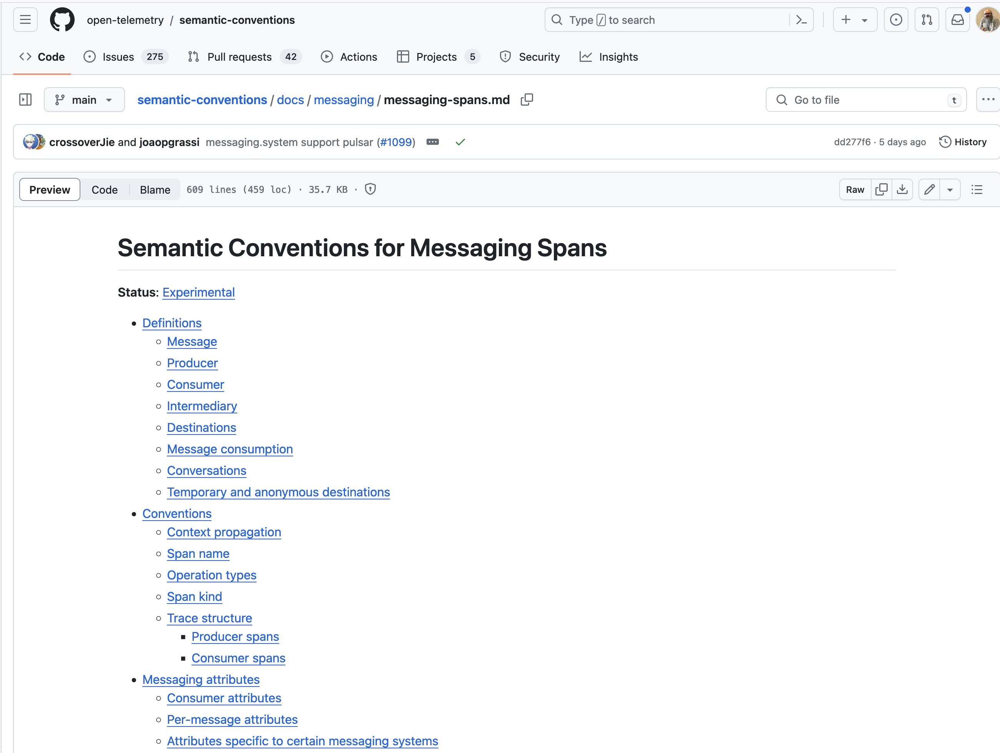 open-telemetry / semantic-conventions
Type / to search
Code
Issues 275
Pull requests 42
Actions
Projects 5
Security
Insights
main
semantic-conventions / docs / messaging / messaging-spans.md
Go to file t
crossoverJie and joaopgrassi messaging.system support pulsar (#1099)
dd277f6 · 5 days ago
History
Preview
Code
Blame
609 lines (459 loc) · 35.7 KB ·
Raw
Semantic Conventions for Messaging Spans
Status: Experimental
• Definitions
◦ Message
◦ Producer
◦ Consumer
◦ Intermediary
◦ Destinations
◦ Message consumption
◦ Conversations
◦ Temporary and anonymous destinations
• Conventions
◦ Context propagation
◦ Span name
◦ Operation types
◦ Span kind
◦ Trace structure
▪ Producer spans
▪ Consumer spans
• Messaging attributes
◦ Consumer attributes
◦ Per-message attributes
◦ Attributes specific to certain messaging systems